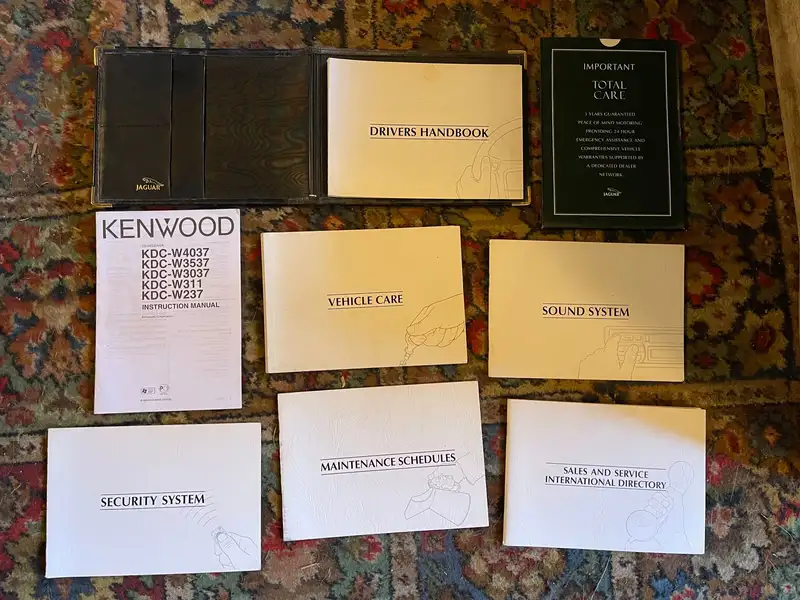 JAGUAR
DRIVERS HANDBOOK
IMPORTANT
TOTAL
CARE
3 YEARS GUARANTEED
PEACE OF MIND MOTORING
PROVIDING 24 HOUR
EMERGENCY ASSISTANCE AND
COMPREHENSIVE VEHICLE
WARRANTIES SUPPORTED BY
A DEDICATED DEALER
NETWORK
JAGUAR
KENWOOD
KDC-W4037
KDC-W3537
KDC-W3037
KDC-W311
KDC-W237
INSTRUCTION MANUAL
VEHICLE CARE
SOUND SYSTEM
SECURITY SYSTEM
MAINTENANCE SCHEDULES
SALES AND SERVICE
INTERNATIONAL DIRECTORY